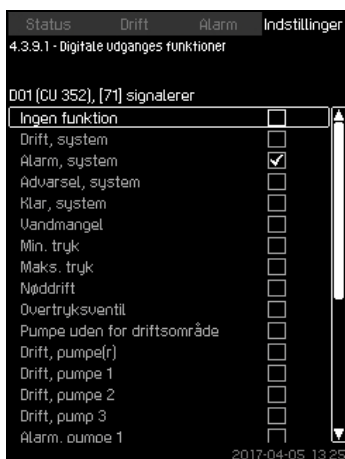 Status Drift Alarm Indstillinger
4.3.9.1 - Digitale udganges funktioner
DO1 (CU 352), [71] signalerer
Ingen funktion
Drift, system
Alarm, system
Advarsel, system
Klar, system
Vandmangel
Min. tryk
Maks. tryk
Nøddrift
Overtryksventil
Pumpe uden for driftsområde
Drift, pumpe(r)
Drift, pumpe 1
Drift, pumpe 2
Drift, pump 3
Alarm, pumpe 1
2017-04-05 13:25